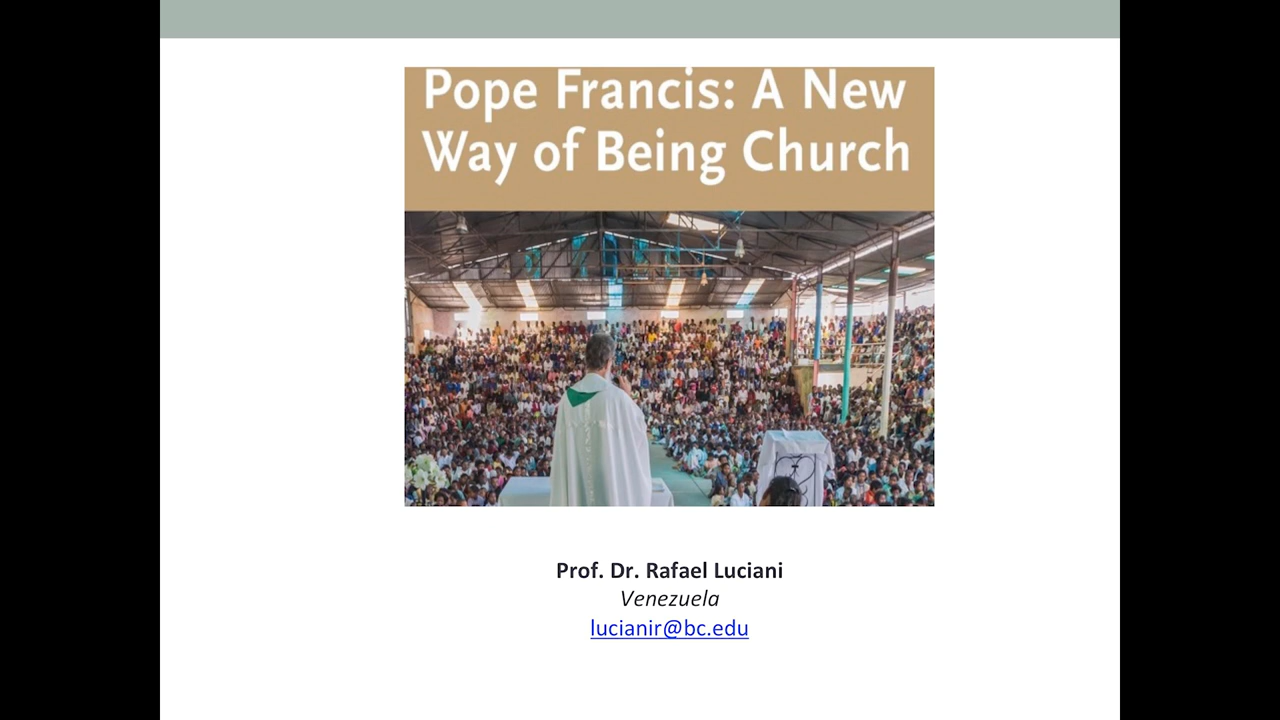 Pope Francis: A New
Way of Being Church
Prof. Dr. Rafael Luciani
Venezuela
lucianir@bc.edu